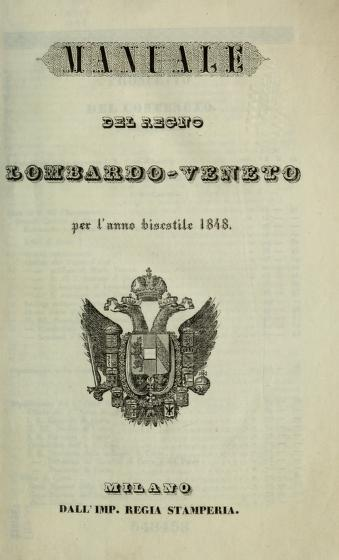 MANUALE
DEL REGNO
LOMBARDO-VENETO
per l'anno bisestile 1848.
MILANO
DALL' IMP. REGIA STAMPERIA.